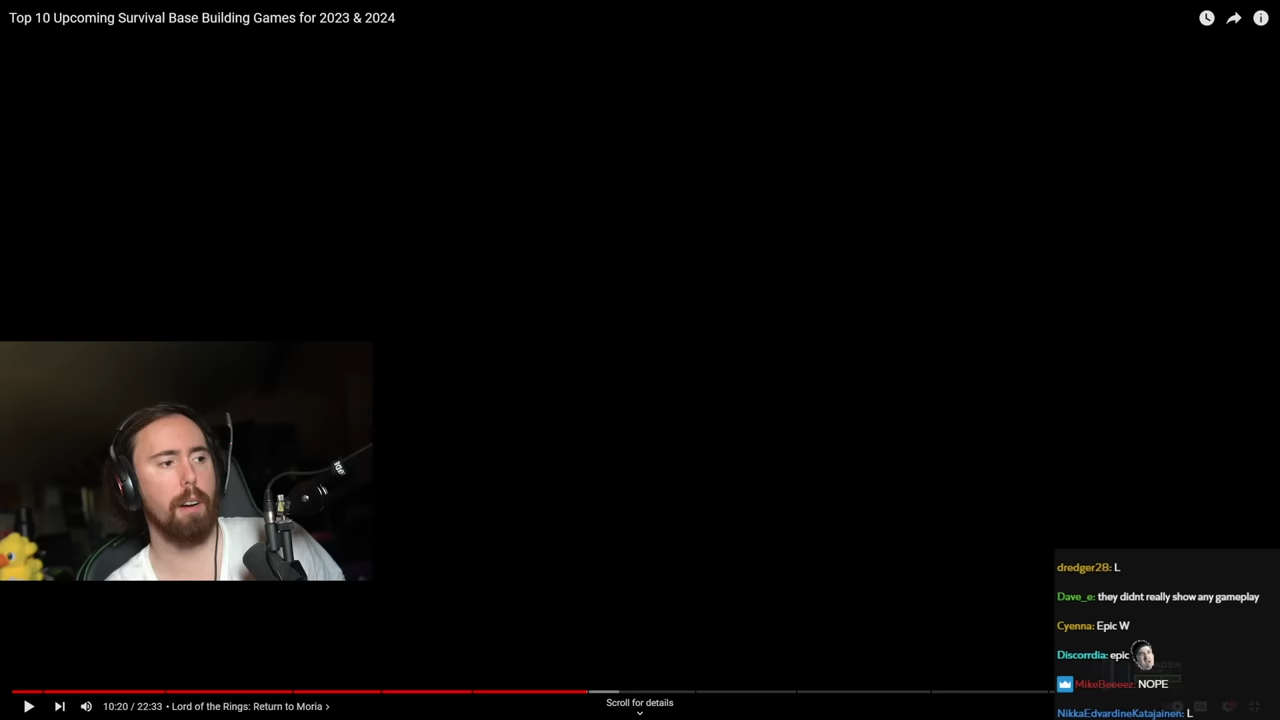 Top 10 Upcoming Survival Base Building Games for 2023 & 2024
dredger28: L
Dave_e: they didnt really show any gameplay
Cyenna: Epic W
Discorrdia: epic
MikeBeeeez: NOPE
NikkaEdvardineKatajainen: L
10:20 / 22:33 • Lord of the Rings: Return to Moria ›
Scroll for details